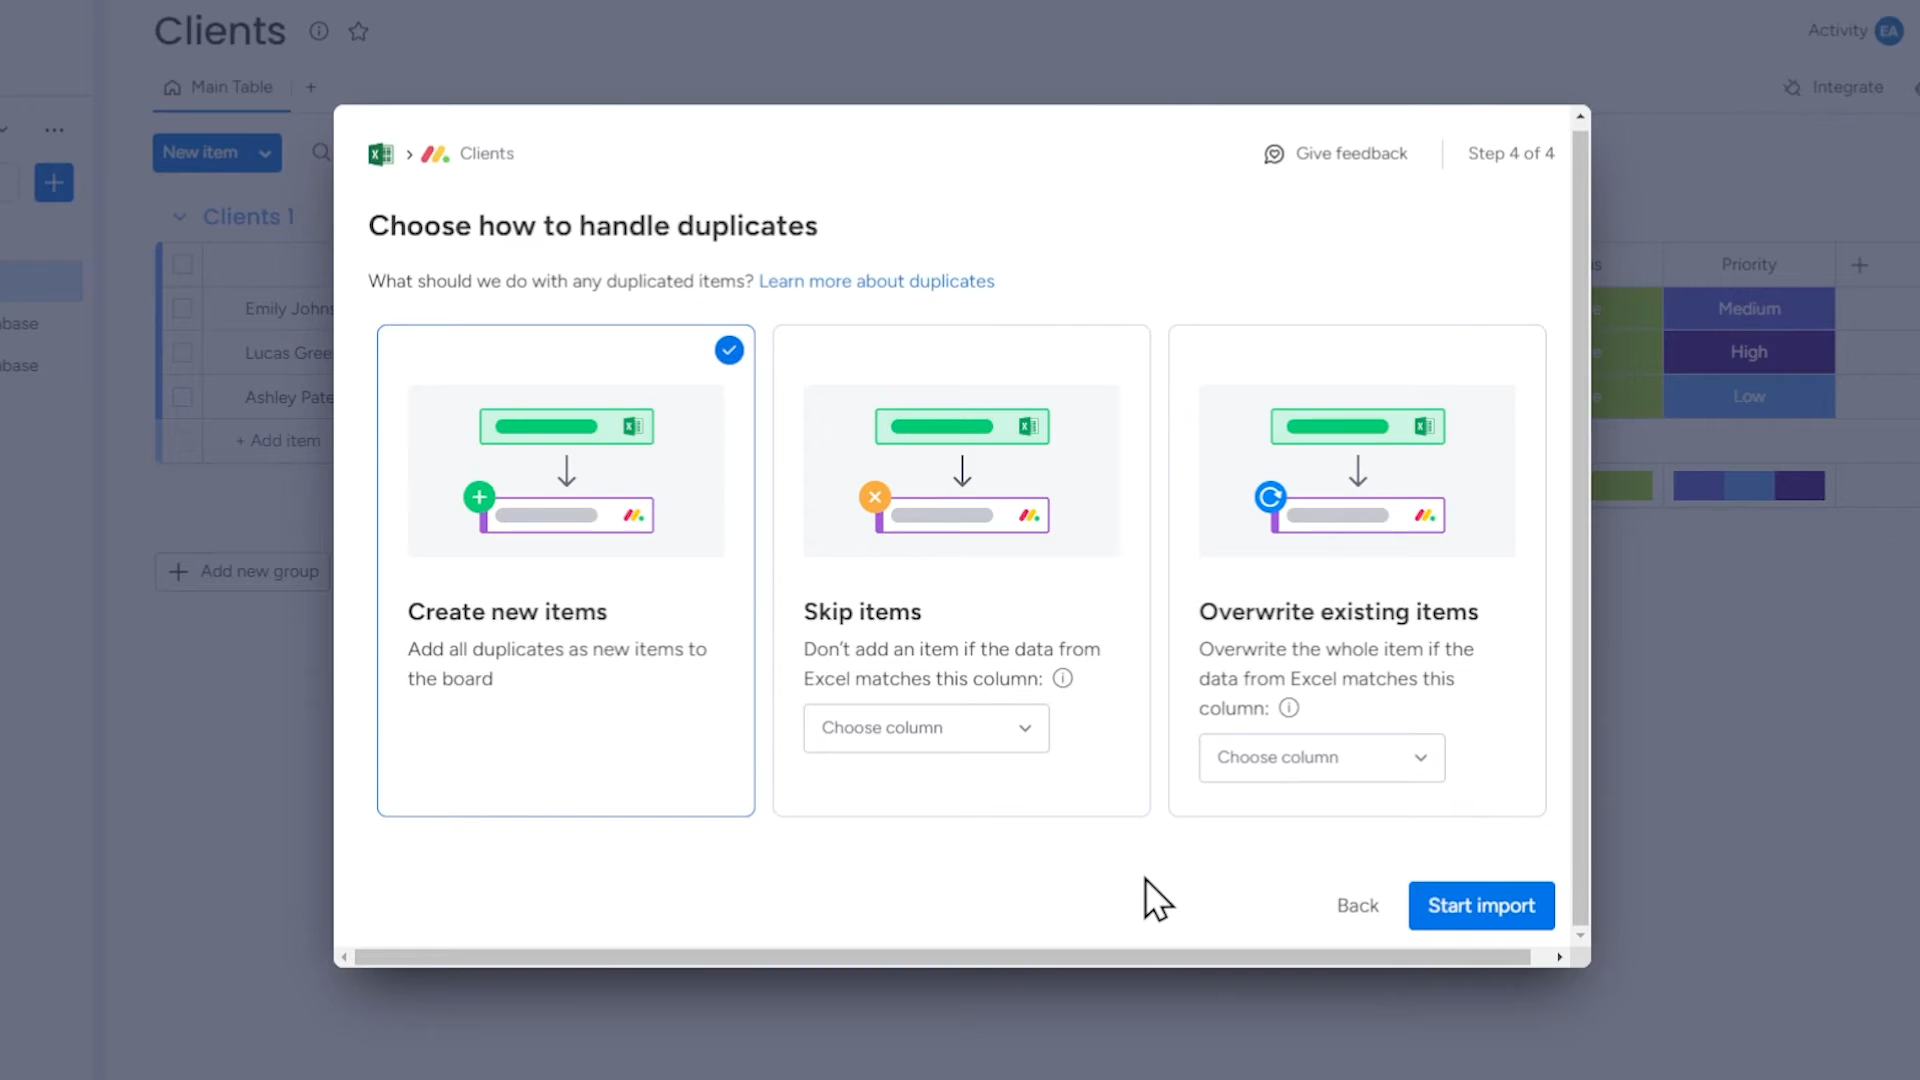 Clients
Activity
EA
Main Table
+
Integrate
New item
Clients
Give feedback
Step 4 of 4
Clients 1
Choose how to handle duplicates
What should we do with any duplicated items? Learn more about duplicates
Priority
Emily Johns
Medium
Lucas Gree
High
Ashley Pate
Low
+ Add item
Add new group
Create new items
Add all duplicates as new items to
the board
Skip items
Don't add an item if the data from
Excel matches this column:
Choose column
Overwrite existing items
Overwrite the whole item if the
data from Excel matches this
column:
Choose column
Back
Start import